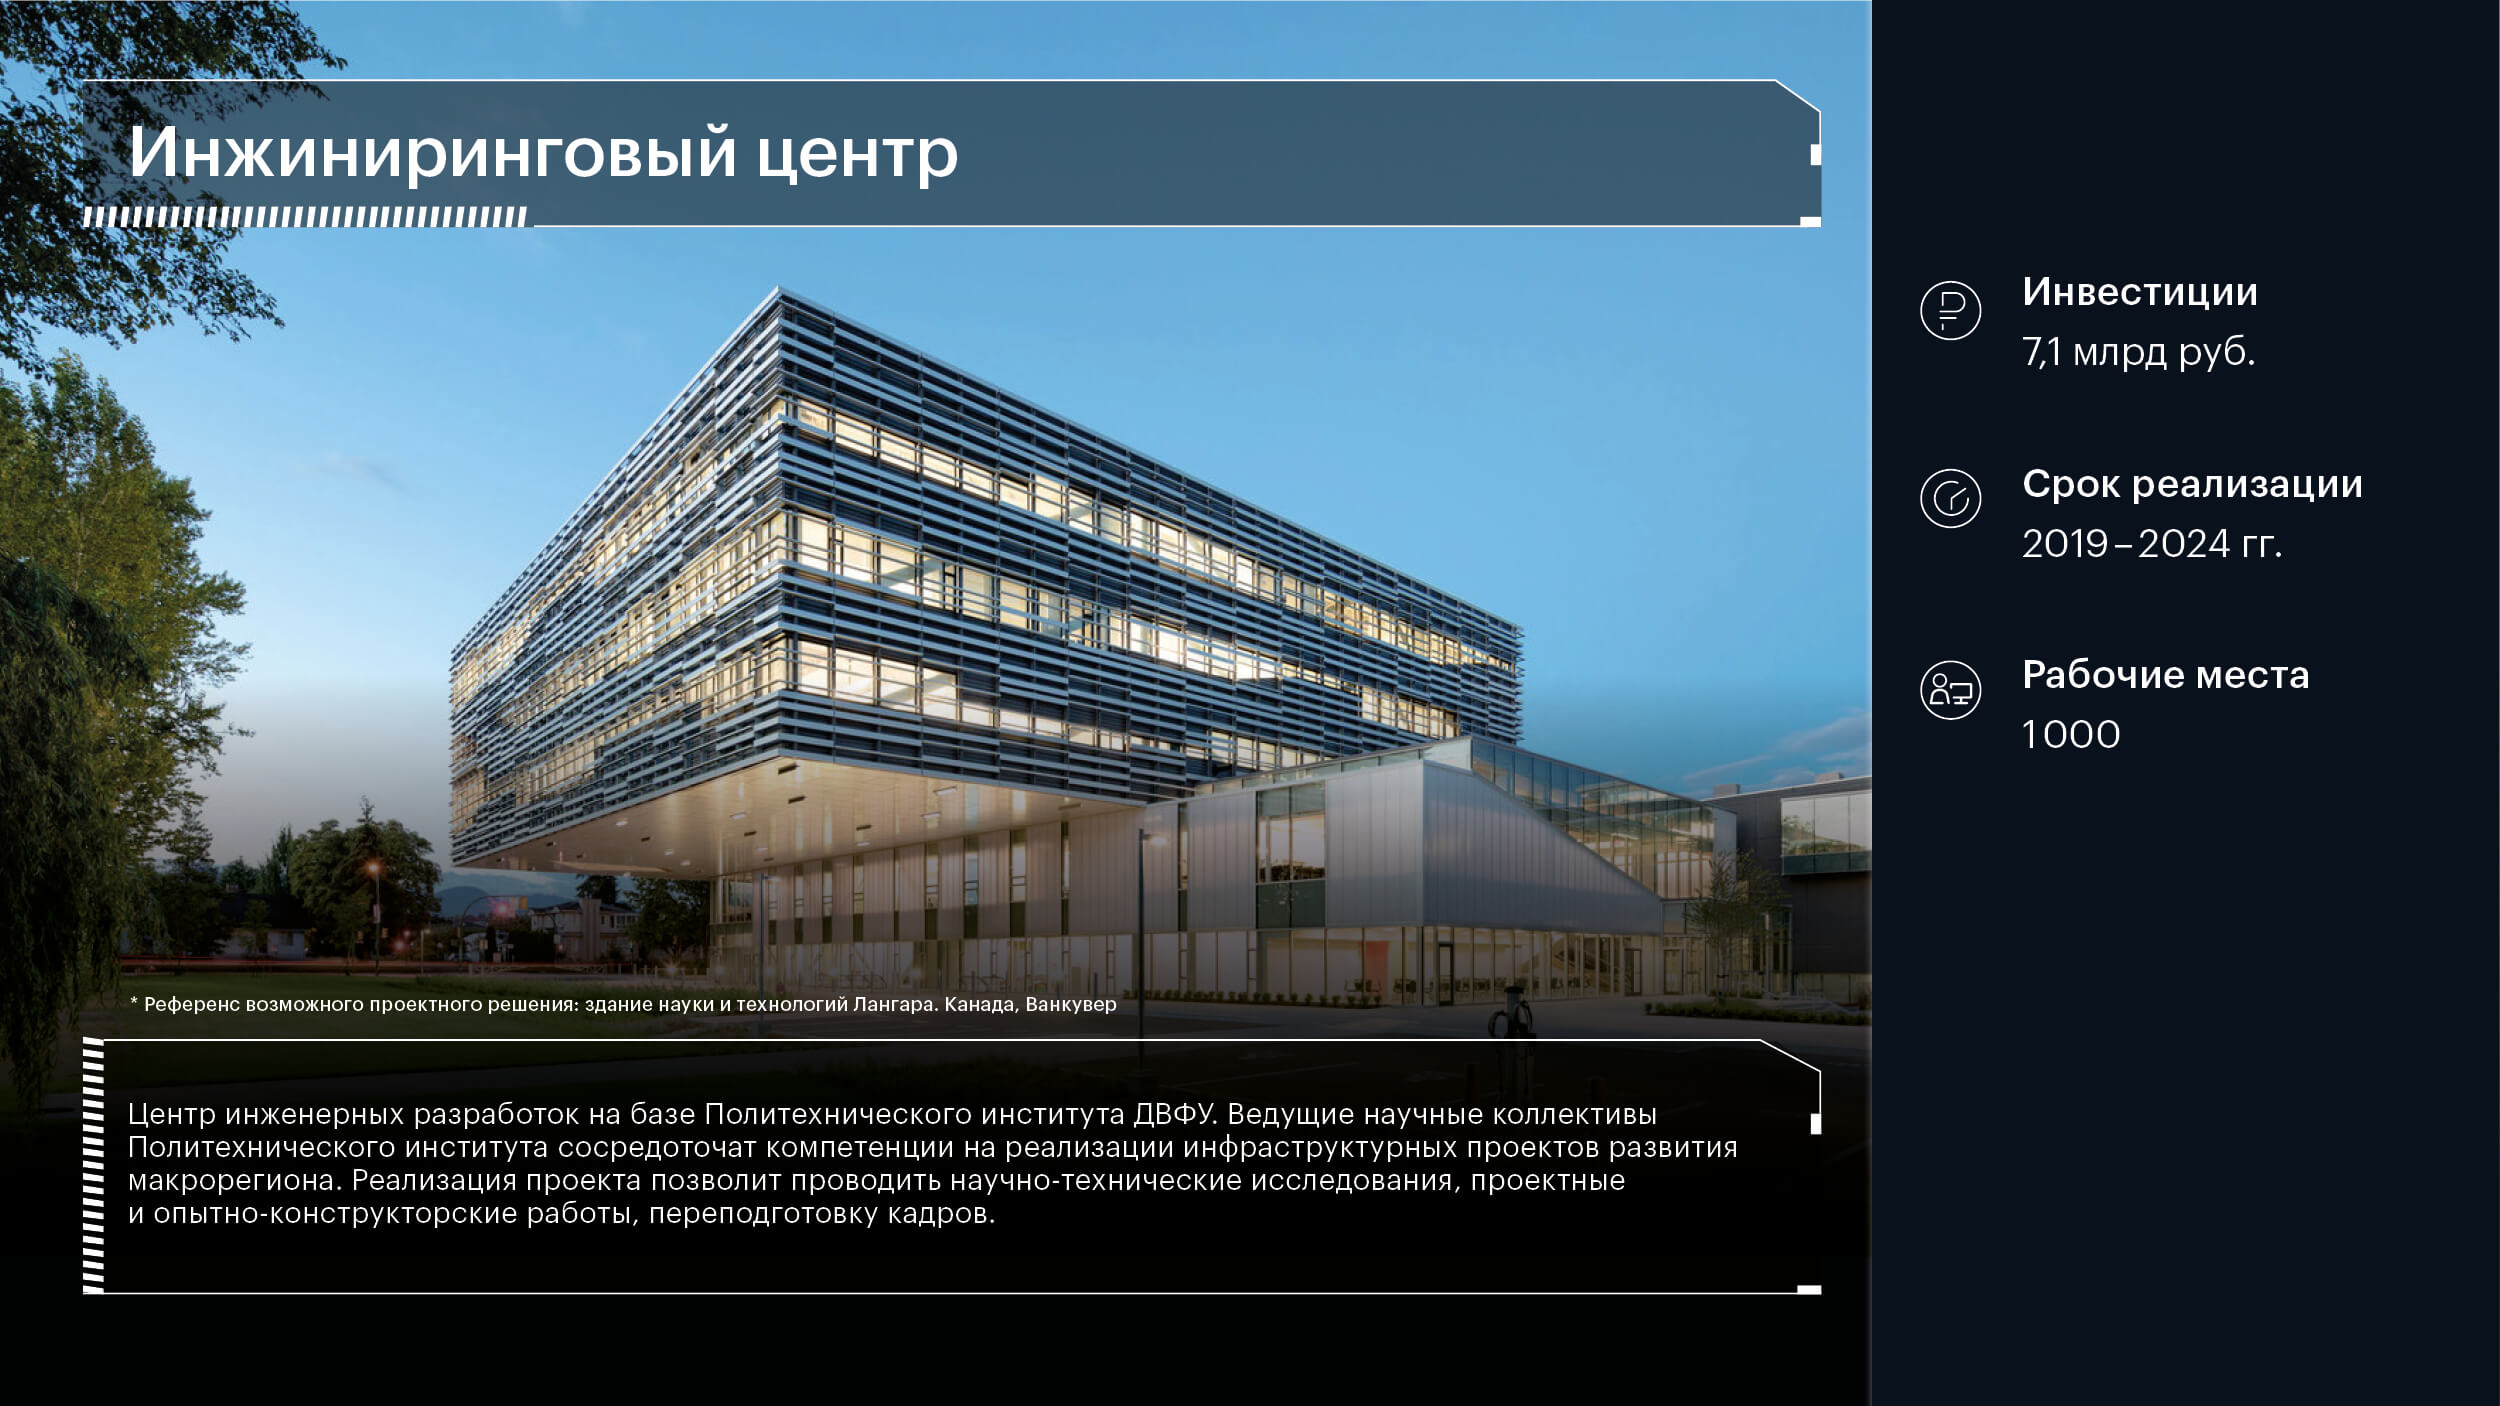 Инжиниринговый центр
Инвестиции
7,1 млрд руб.
Срок реализации
2019–2024 гг.
Рабочие места
1000
* Референс возможного проектного решения: здание науки и технологий Лангара. Канада, Ванкувер
Центр инженерных разработок на базе Политехнического института ДВФУ. Ведущие научные коллективы
Политехнического института сосредоточат компетенции на реализации инфраструктурных проектов развития
макрорегиона. Реализация проекта позволит проводить научно-технические исследования, проектные
и опытно-конструкторские работы, переподготовку кадров.